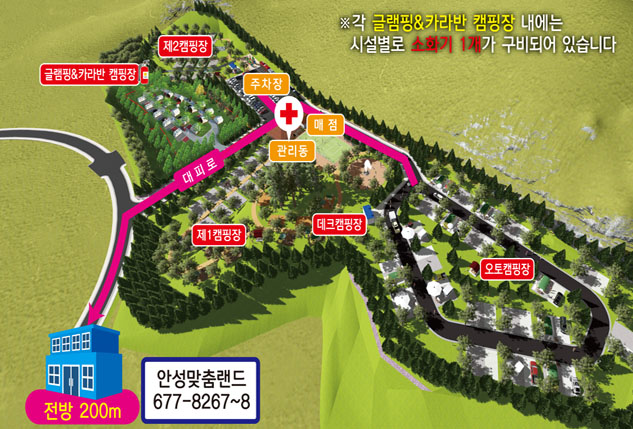 ※각 글램핑&카라반 캠핑장 내에는
시설별로 소화기 1개가 구비되어 있습니다
제2캠핑장
글램핑&카라반 캠핑장
주차장
매 점
관리동
대피로
제1캠핑장
데크캠핑장
오토캠핑장
안성맞춤랜드
677-8267~8
전방 200m